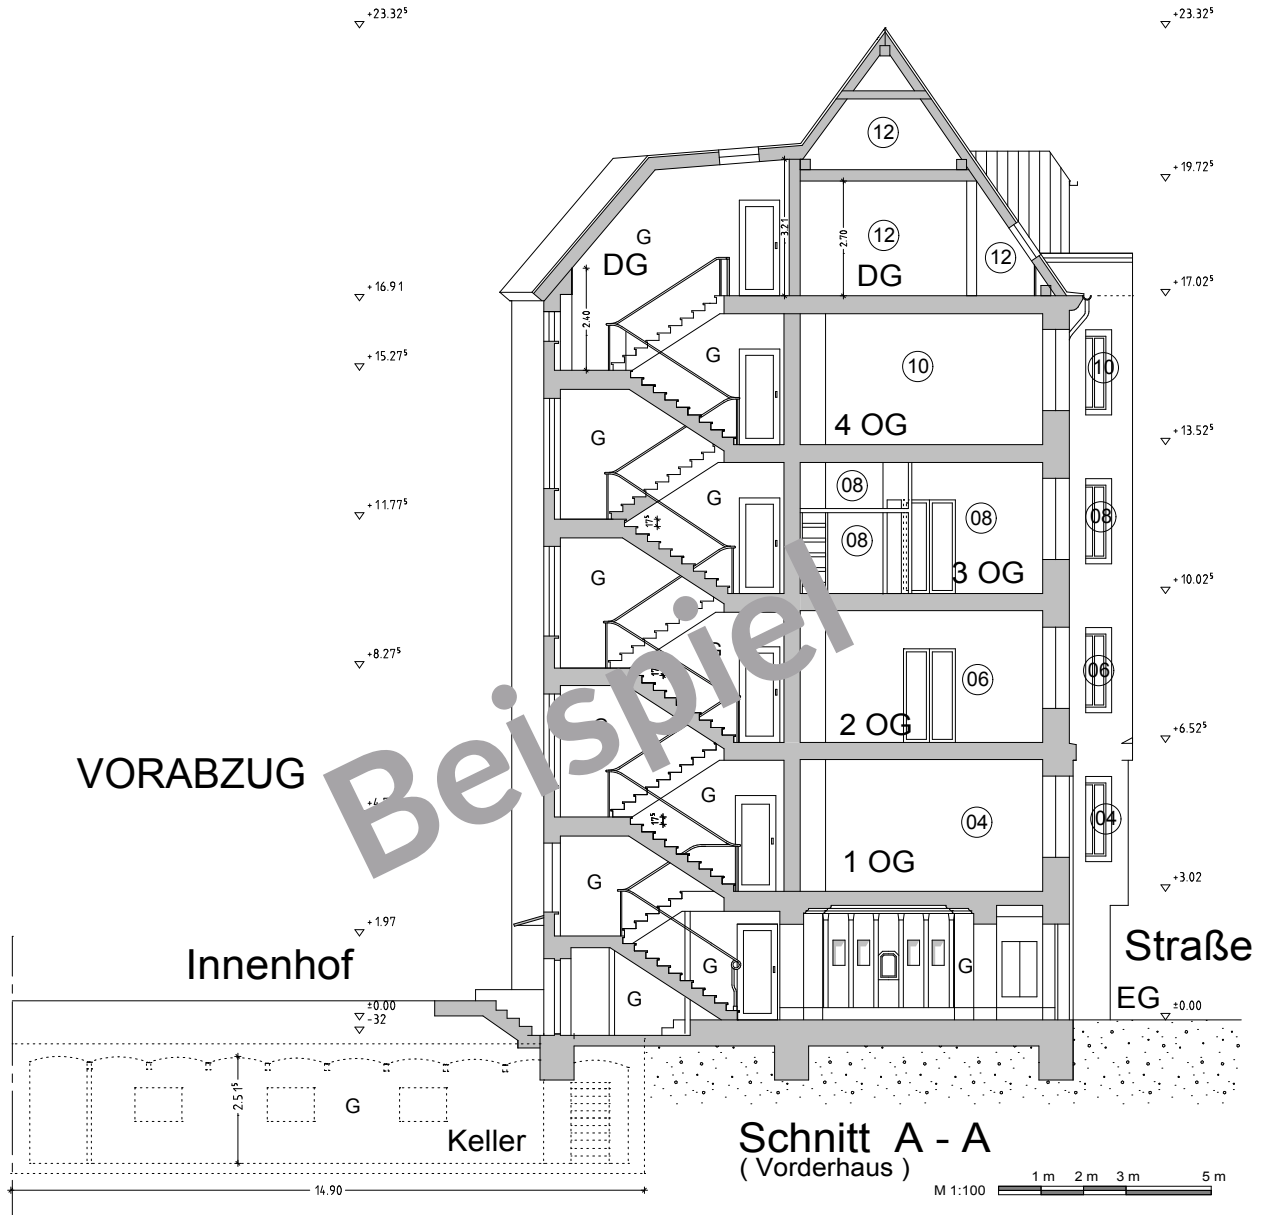 +23.32⁵
+23.32⁵
12
+19.72⁵
G
DG
3.21
2.70
12
DG
12
+16.91
+17.02⁵
2.40
+15.27⁵
G
10
10
4 OG
+13.52⁵
G
08
+11.77⁵
G
17⁵
08
08
08
3 OG
+10.02⁵
G
+8.27⁵
G
17⁵
06
06
2 OG
+6.52⁵
G
VORABZUG
Beispiel
G
17⁵
04
04
1 OG
+3.02
G
+1.97
Innenhof
G
G
Straße
G
EG
±0.00
±0.00
-32
2.51⁵
G
Keller
14.90
Schnitt A - A
( Vorderhaus )
M 1:100
1 m 2 m 3 m 5 m